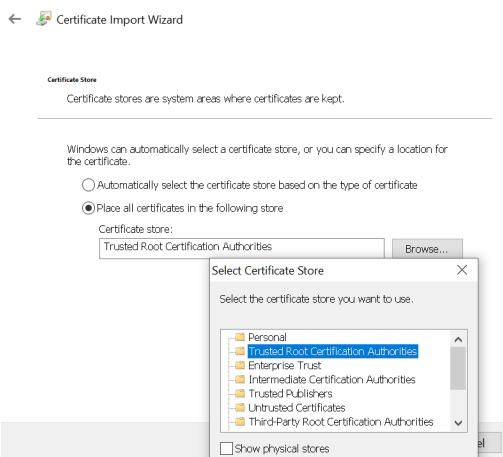 Certificate Import Wizard
Certificate Store
Certificate stores are system areas where certificates are kept.
Windows can automatically select a certificate store, or you can specify a location for
the certificate.
Automatically select the certificate store based on the type of certificate
Place all certificates in the following store
Certificate store:
Trusted Root Certification Authorities
Browse...
Select Certificate Store
Select the certificate store you want to use.
Personal
Trusted Root Certification Authorities
Enterprise Trust
Intermediate Certification Authorities
Trusted Publishers
Untrusted Certificates
Third-Party Root Certification Authorities
Show physical stores